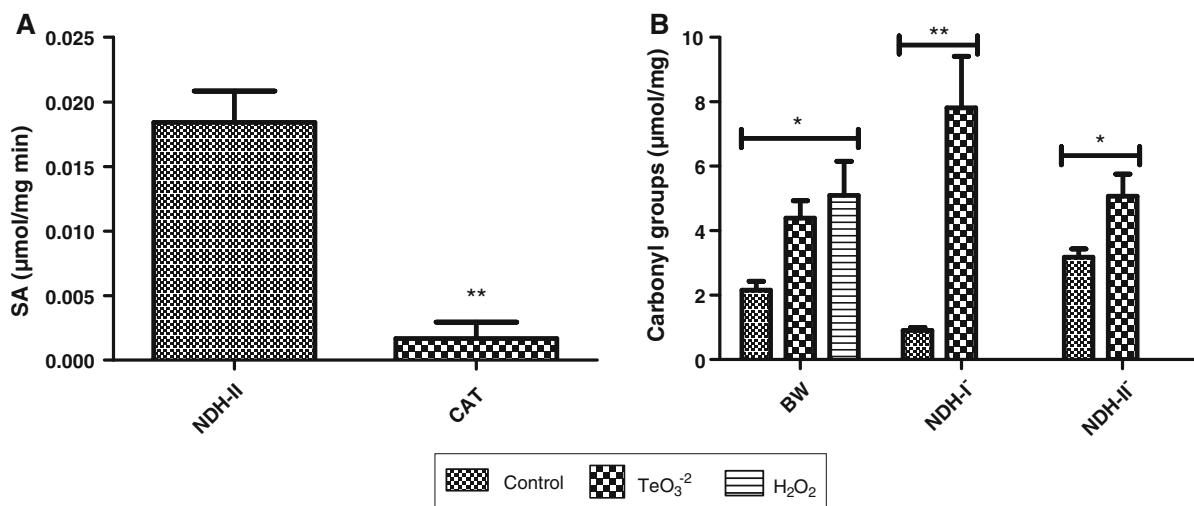 A
SA (µmol/mg min)
0.025
0.020
0.015
0.010
0.005
0.000
**
NDH-II
CAT
B
Carbonyl groups (µmol/mg)
10
8
6
4
2
0
*
**
*
BW
NDH-I⁻
NDH-II⁻
Control
TeO₃⁻²
H₂O₂